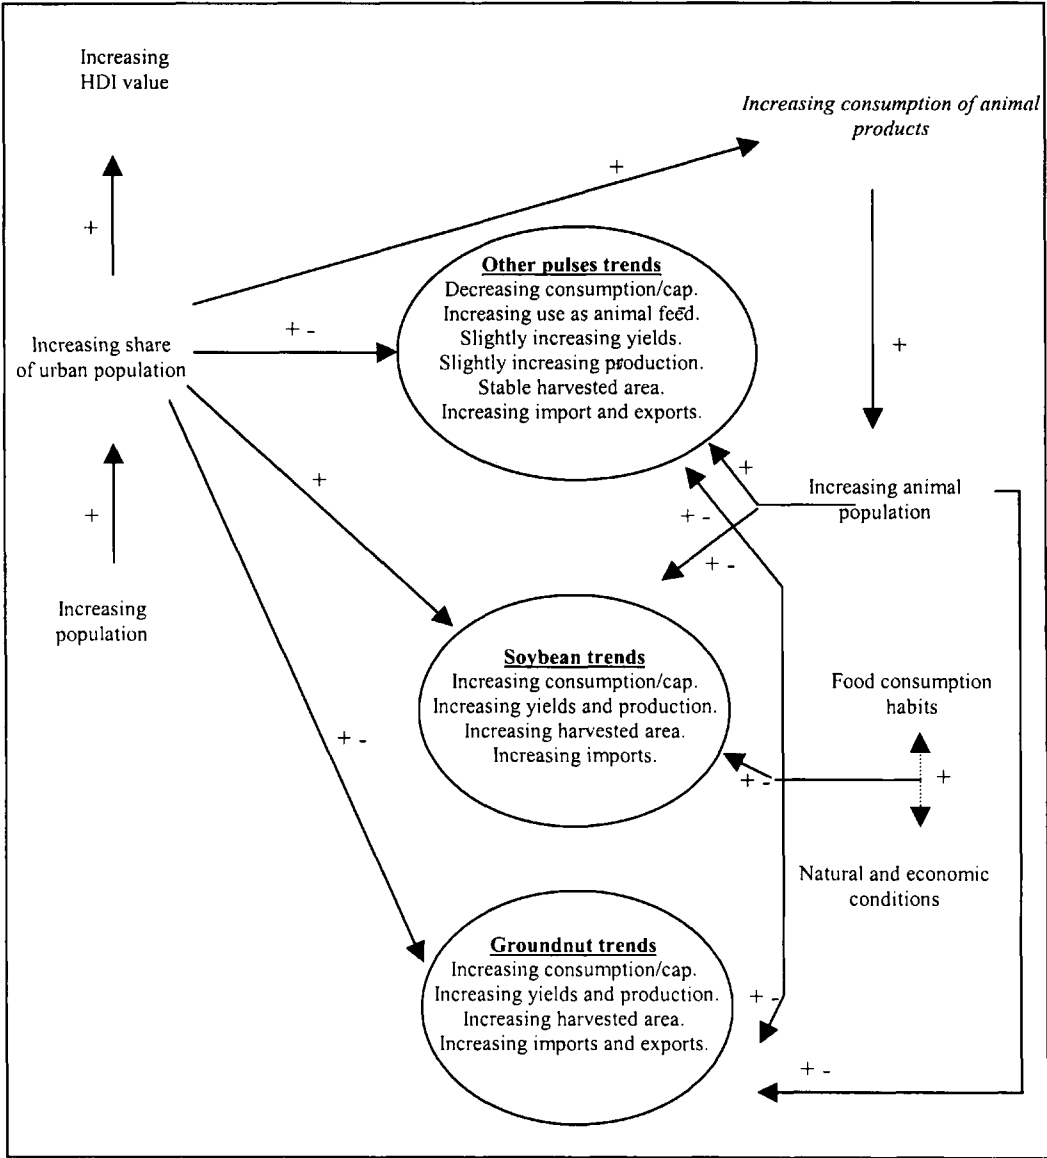 Increasing
HDI value
Increasing consumption of animal
products
+
+
Other pulses trends
Decreasing consumption/cap.
Increasing use as animal feed.
Slightly increasing yields.
Slightly increasing production.
Stable harvested area.
Increasing import and exports.
+ -
Increasing share
of urban population
+
+
+
+
Increasing animal
population
+ -
+ -
Increasing
population
Soybean trends
Increasing consumption/cap.
Increasing yields and production.
Increasing harvested area.
Increasing imports.
Food consumption
habits
+ -
+ -
+
Natural and economic
conditions
Groundnut trends
Increasing consumption/cap.
Increasing yields and production.
Increasing harvested area.
Increasing imports and exports.
+ -
+ -